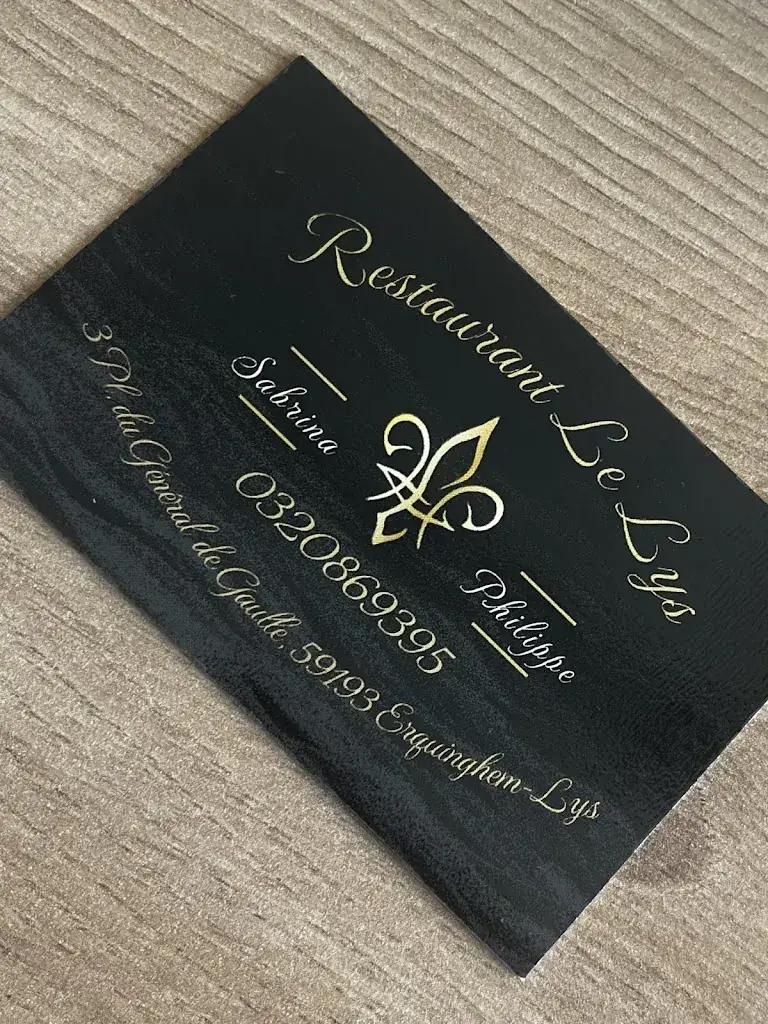 Restaurant Le Lys
Sabrina
Philippe
0320869395
3 Pl. du Général de Gaulle, 59193 Erquinghem-Lys